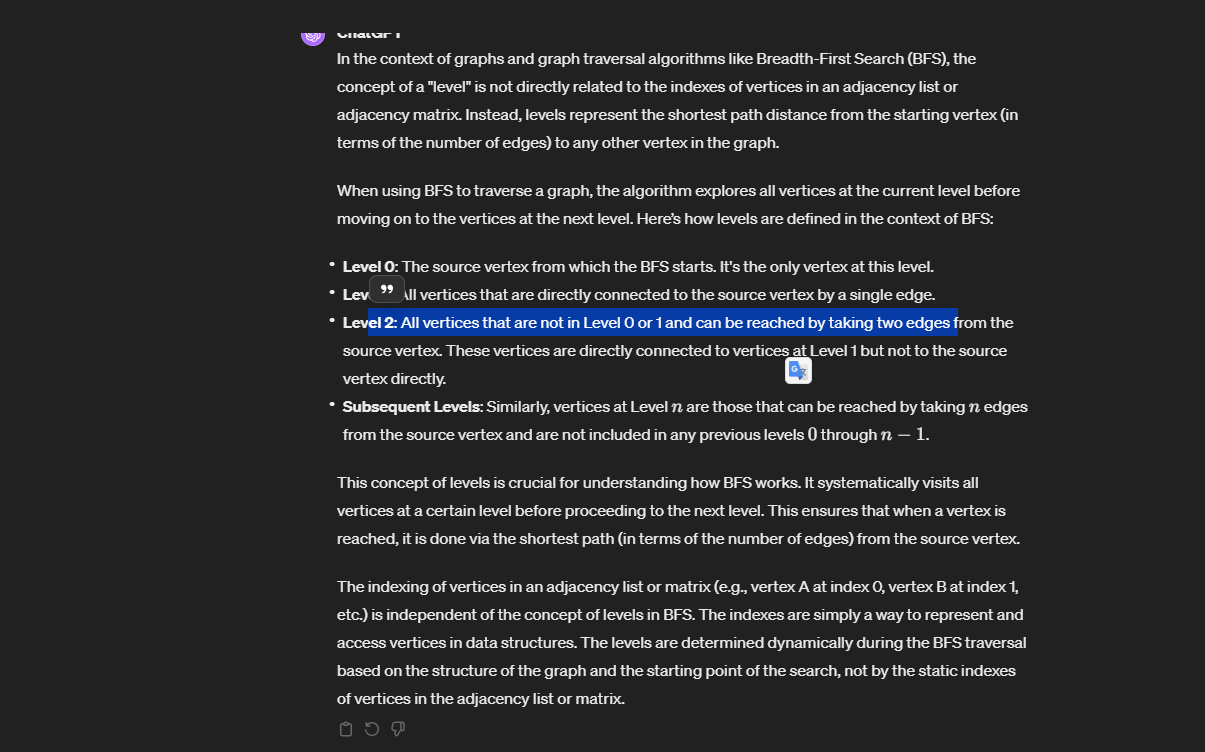 ChatGPT
In the context of graphs and graph traversal algorithms like Breadth-First Search (BFS), the
concept of a "level" is not directly related to the indexes of vertices in an adjacency list or
adjacency matrix. Instead, levels represent the shortest path distance from the starting vertex (in
terms of the number of edges) to any other vertex in the graph.
When using BFS to traverse a graph, the algorithm explores all vertices at the current level before
moving on to the vertices at the next level. Here's how levels are defined in the context of BFS:
• Level 0: The source vertex from which the BFS starts. It's the only vertex at this level.
• Lev ll vertices that are directly connected to the source vertex by a single edge.
• Level 2: All vertices that are not in Level 0 or 1 and can be reached by taking two edges from the
source vertex. These vertices are directly connected to vertices at Level 1 but not to the source
vertex directly.
• Subsequent Levels: Similarly, vertices at Level n are those that can be reached by taking n edges
from the source vertex and are not included in any previous levels 0 through n − 1.
This concept of levels is crucial for understanding how BFS works. It systematically visits all
vertices at a certain level before proceeding to the next level. This ensures that when a vertex is
reached, it is done via the shortest path (in terms of the number of edges) from the source vertex.
The indexing of vertices in an adjacency list or matrix (e.g., vertex A at index 0, vertex B at index 1,
etc.) is independent of the concept of levels in BFS. The indexes are simply a way to represent and
access vertices in data structures. The levels are determined dynamically during the BFS traversal
based on the structure of the graph and the starting point of the search, not by the static indexes
of vertices in the adjacency list or matrix.